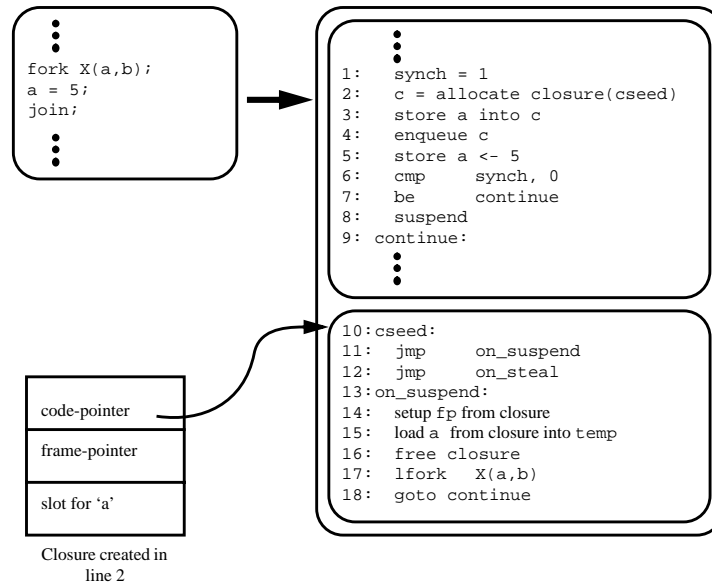 fork X(a,b);
a = 5;
join;
1: synch = 1
2: c = allocate closure(cseed)
3: store a into c
4: enqueue c
5: store a <- 5
6: cmp synch, 0
7: be continue
8: suspend
9: continue:
10:cseed:
11: jmp on_suspend
12: jmp on_steal
13:on_suspend:
14: setup fp from closure
15: load a from closure into temp
16: free closure
17: lfork X(a,b)
18: goto continue
code-pointer
frame-pointer
slot for ‘a’
Closure created in
line 2